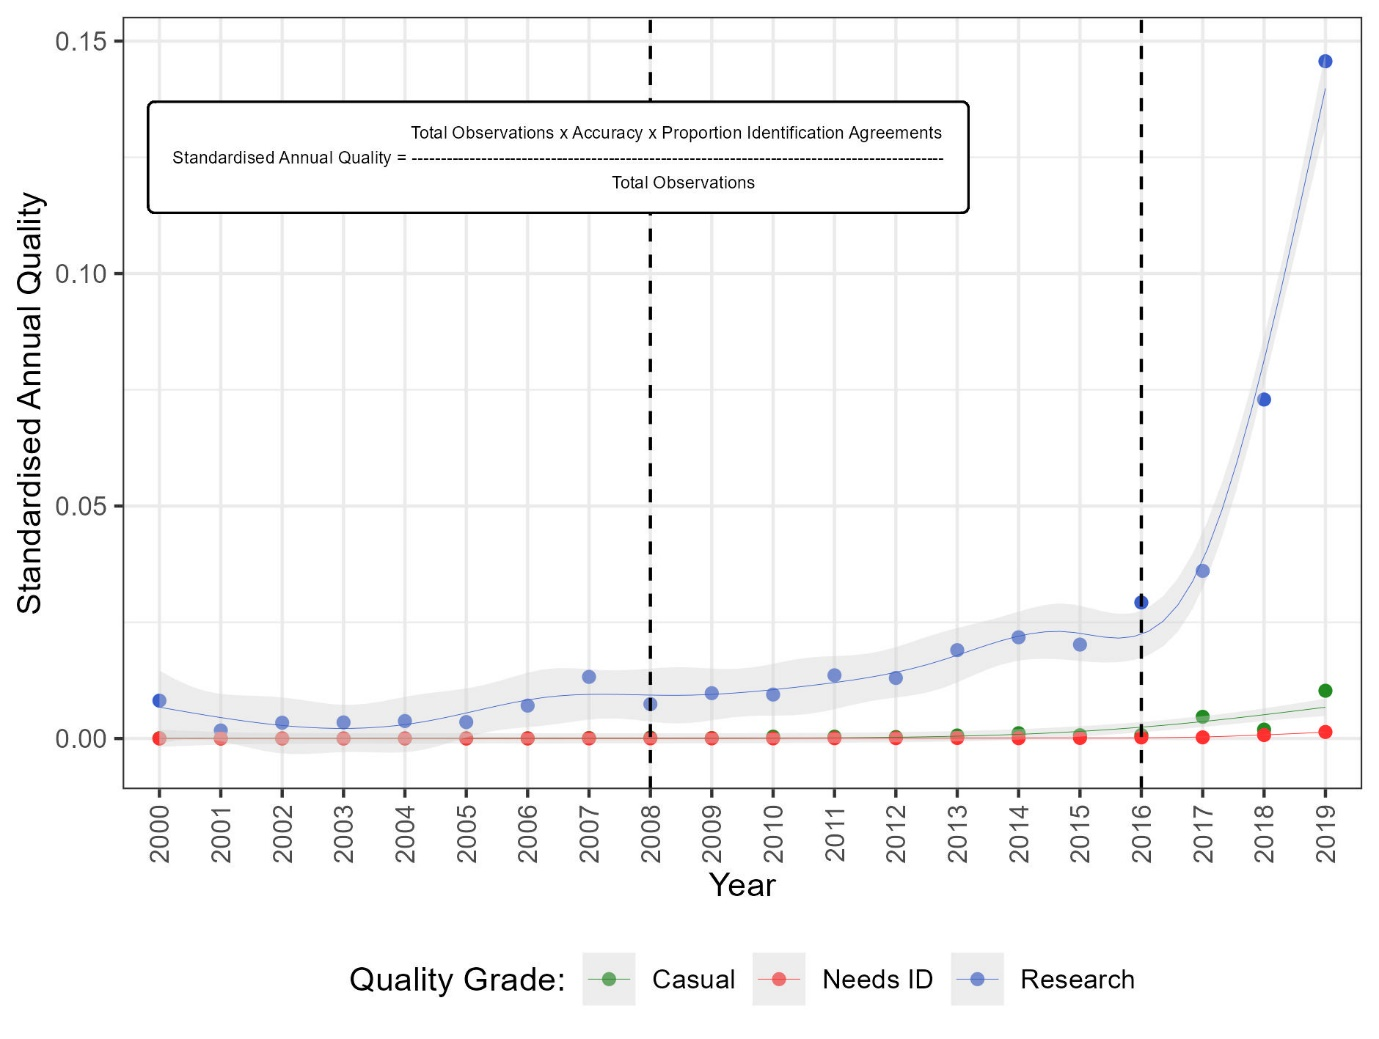 0.15
Total Observations x Accuracy x Proportion Identification Agreements
Standardised Annual Quality = --------------------------------------------------------------------------------------------
Total Observations
0.10
0.05
0.00
Standardised Annual Quality
2000 2001 2002 2003 2004 2005 2006 2007 2008 2009 2010 2011 2012 2013 2014 2015 2016 2017 2018 2019
Year
Quality Grade: Casual Needs ID Research